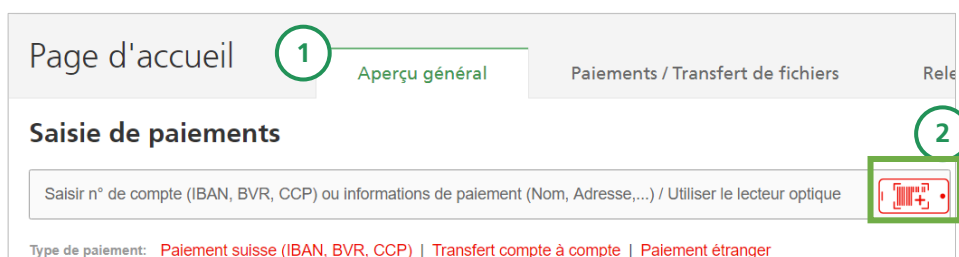 Page d'accueil
1
Aperçu général
Paiements / Transfert de fichiers
Saisie de paiements
2
Saisir n° de compte (IBAN, BVR, CCP) ou informations de paiement (Nom, Adresse,...) / Utiliser le lecteur optique
Type de paiement: Paiement suisse (IBAN, BVR, CCP) | Transfert compte à compte | Paiement étranger